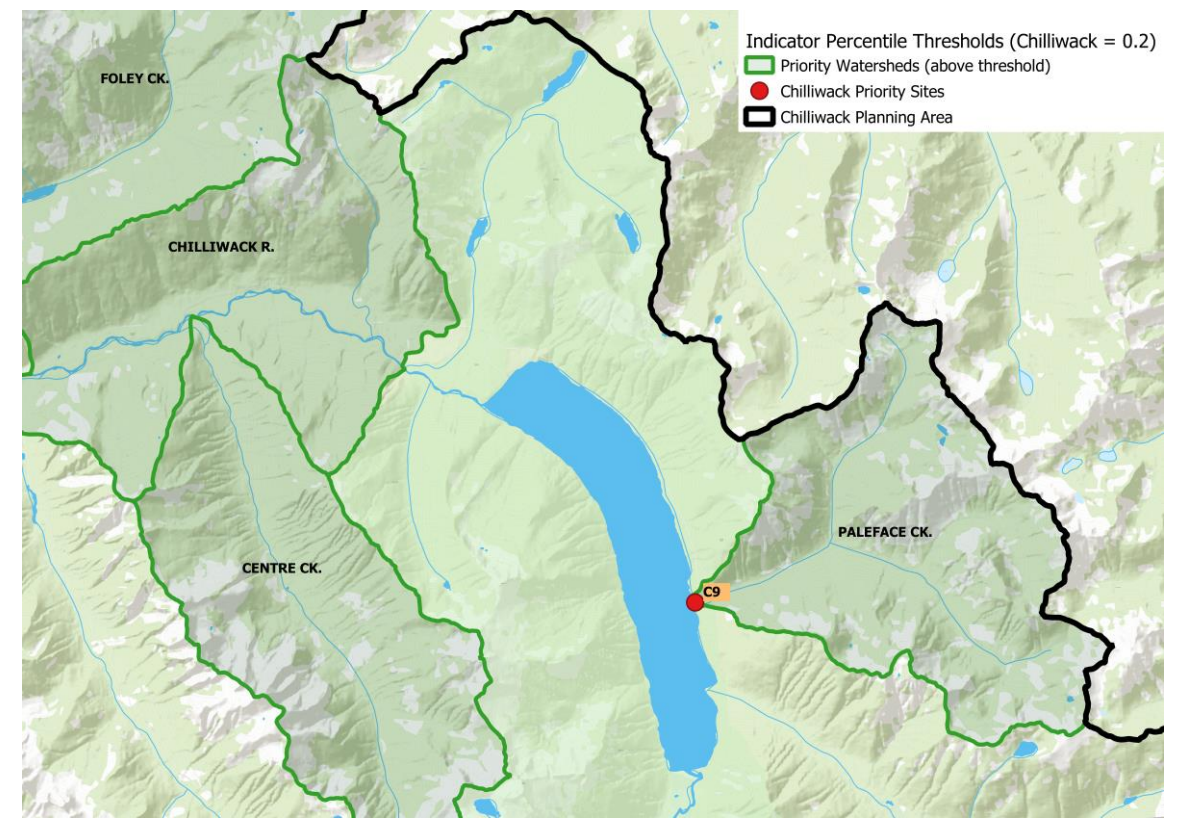 Indicator Percentile Thresholds (Chilliwack = 0.2)
Priority Watersheds (above threshold)
Chilliwack Priority Sites
Chilliwack Planning Area
FOLEY CK.
CHILLIWACK R.
PALEFACE CK.
CENTRE CK.
C9